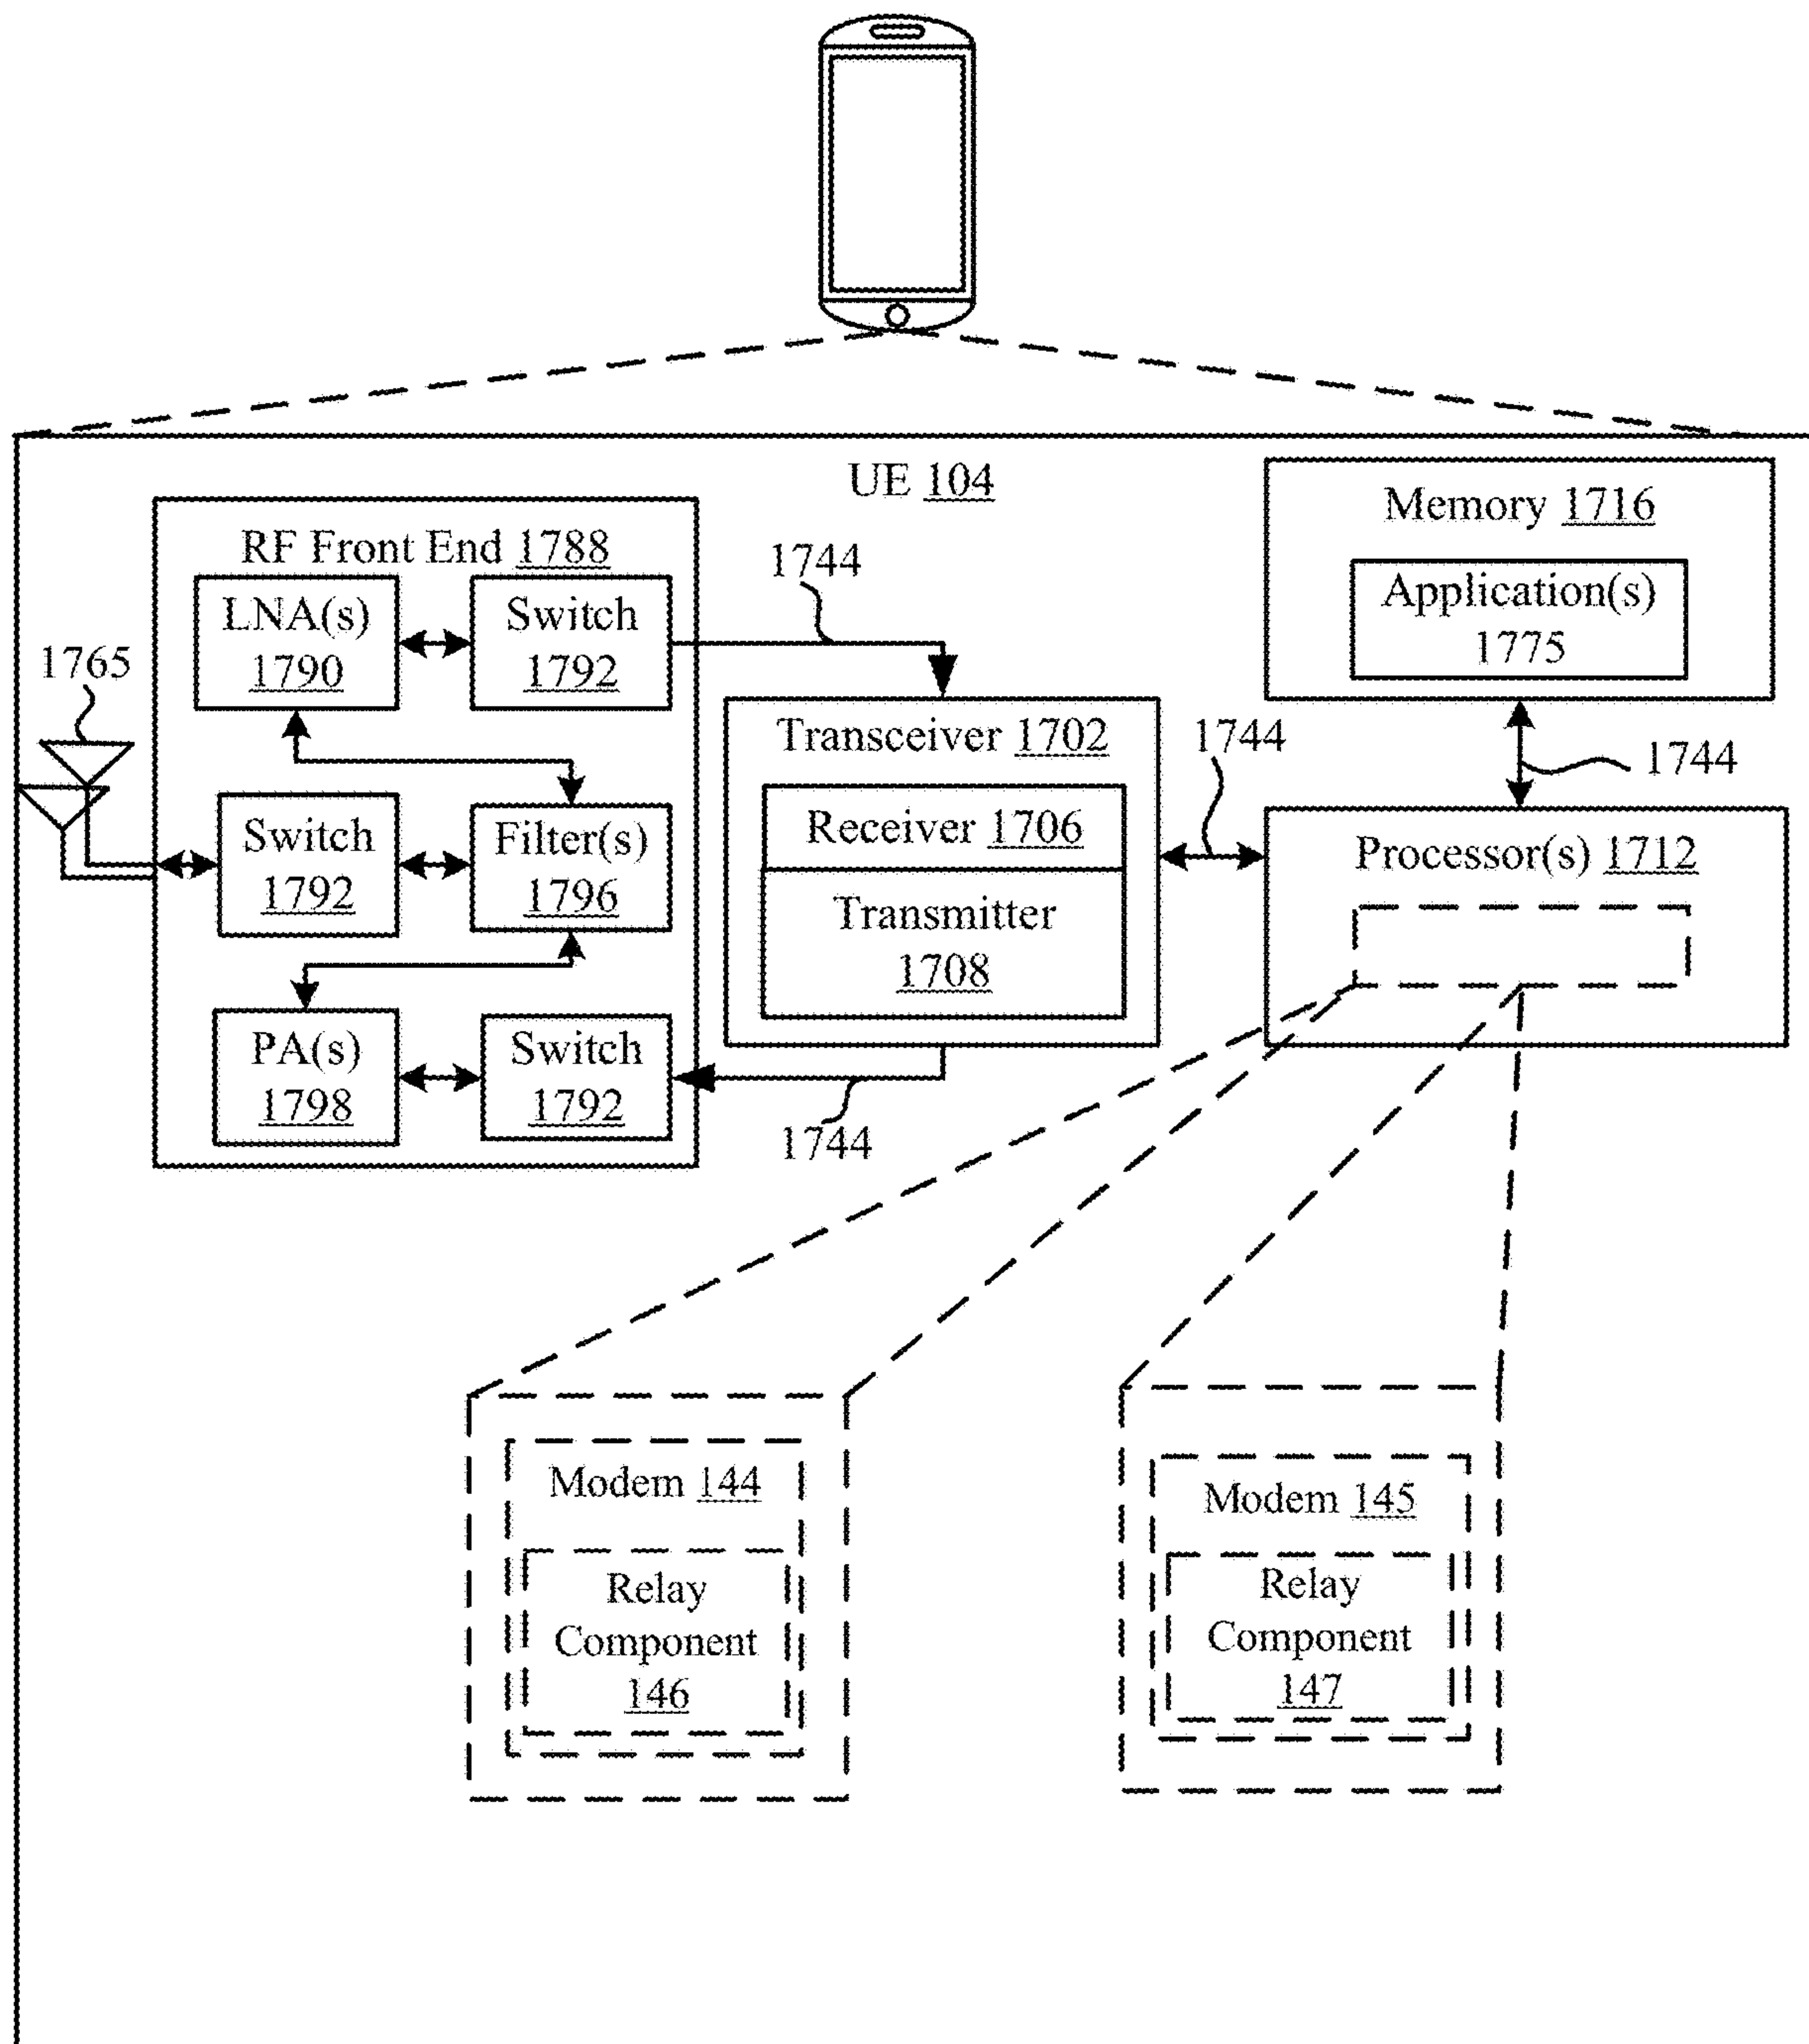 UE 104
RF Front End 1788
LNA(s)
1790
Switch
1792
1744
1765
Switch
1792
Filter(s)
1796
PA(s)
1798
Switch
1792
1744
Transceiver 1702
Receiver 1706
Transmitter
1708
1744
Memory 1716
Application(s)
1775
1744
Processor(s) 1712
Modem 144
Relay
Component
146
Modem 145
Relay
Component
147